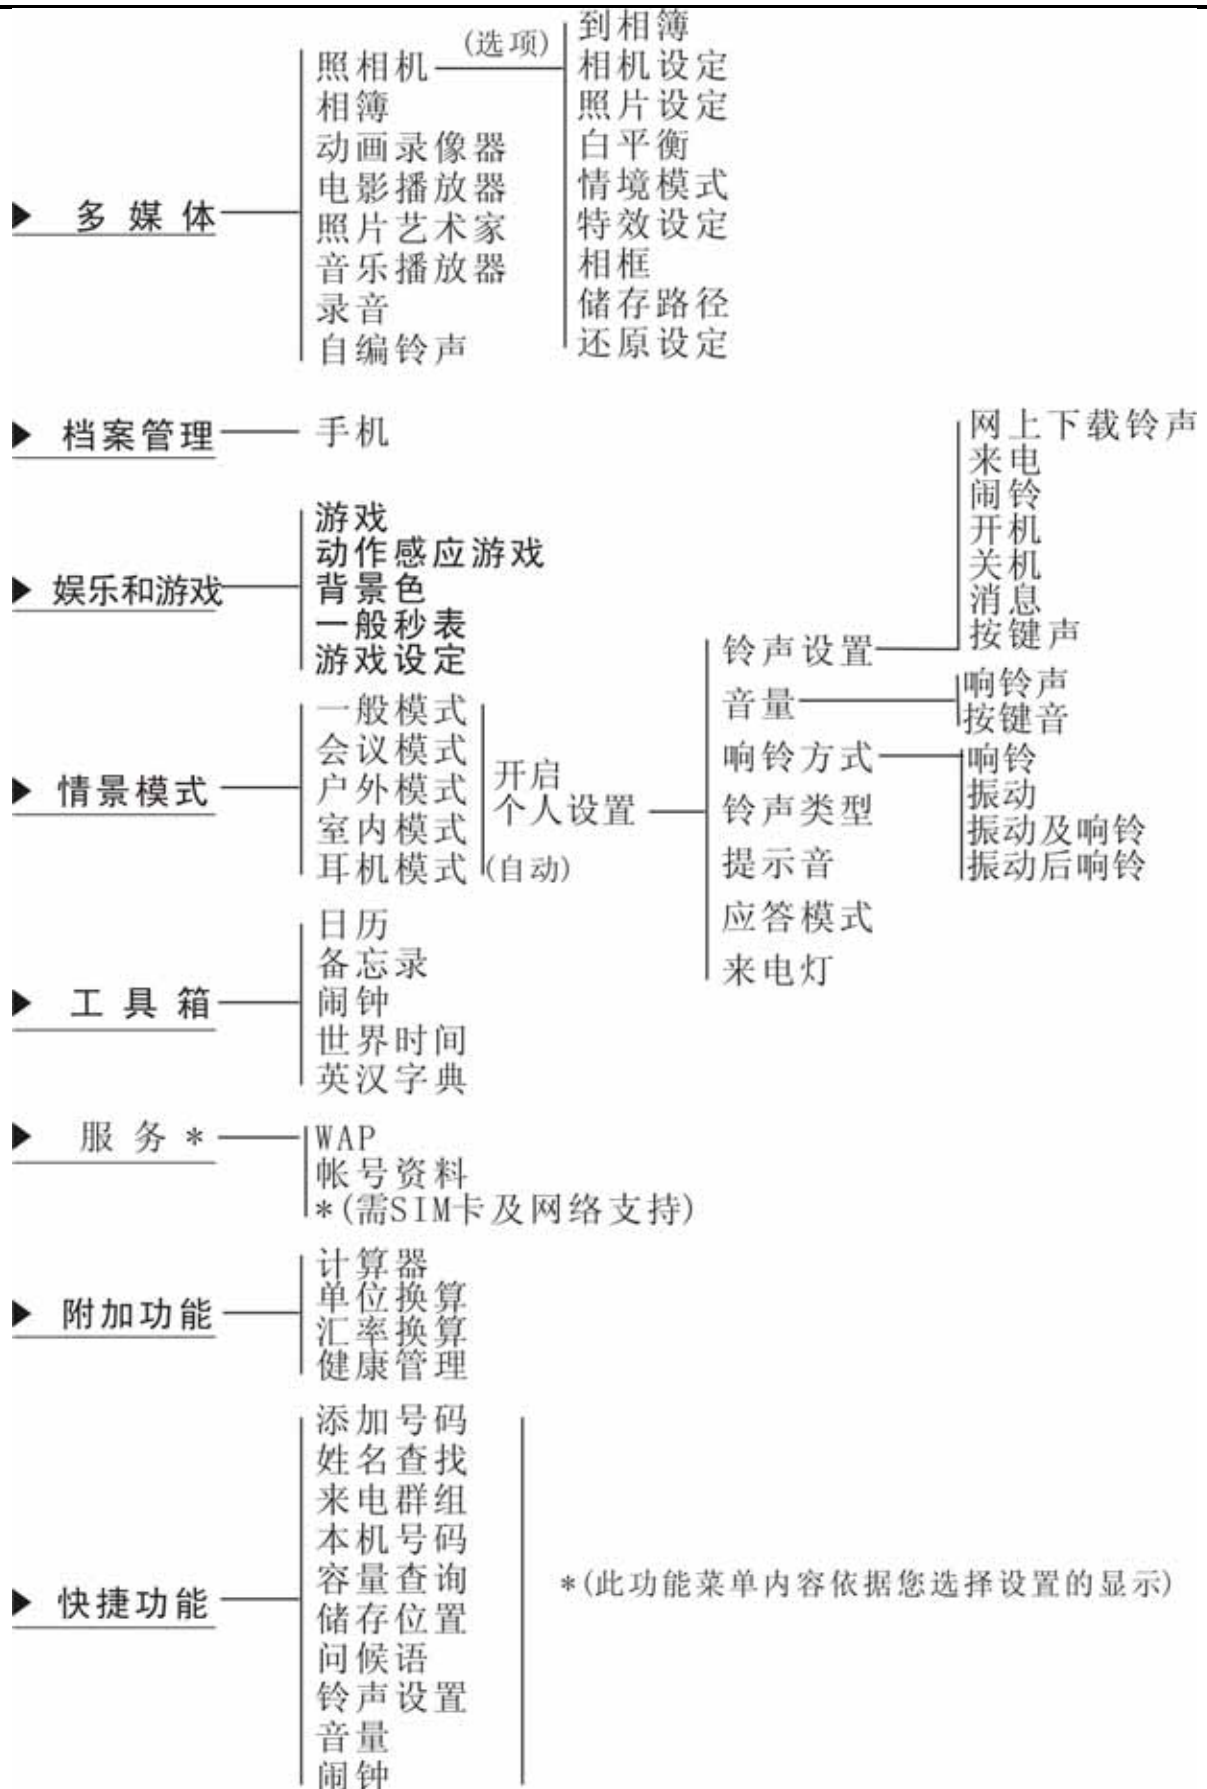 多媒体
照相机
(选项)
到相簿
相机设定
照片设定
白平衡
情境模式
特效设定
相框
储存路径
还原设定
相簿
动画录像器
电影播放器
照片艺术家
音乐播放器
录音
自编铃声
档案管理
手机
娱乐和游戏
游戏
动作感应游戏
背景色
一般秒表
游戏设定
情景模式
一般模式
会议模式
户外模式
室内模式
耳机模式
开启
个人设置
(自动)
铃声设置
网上下载铃声
来电
闹铃
开机
关机
消息
按键声
音量
响铃声
按键音
响铃方式
响铃
振动
振动及响铃
振动后响铃
铃声类型
提示音
应答模式
来电灯
工具箱
日历
备忘录
闹钟
世界时间
英汉字典
服务*
WAP
帐号资料
*(需SIM卡及网络支持)
附加功能
计算器
单位换算
汇率换算
健康管理
快捷功能
添加号码
姓名查找
来电群组
本机号码
容量查询
储存位置
问候语
铃声设置
音量
闹钟
*(此功能菜单内容依据您选择设置的显示)